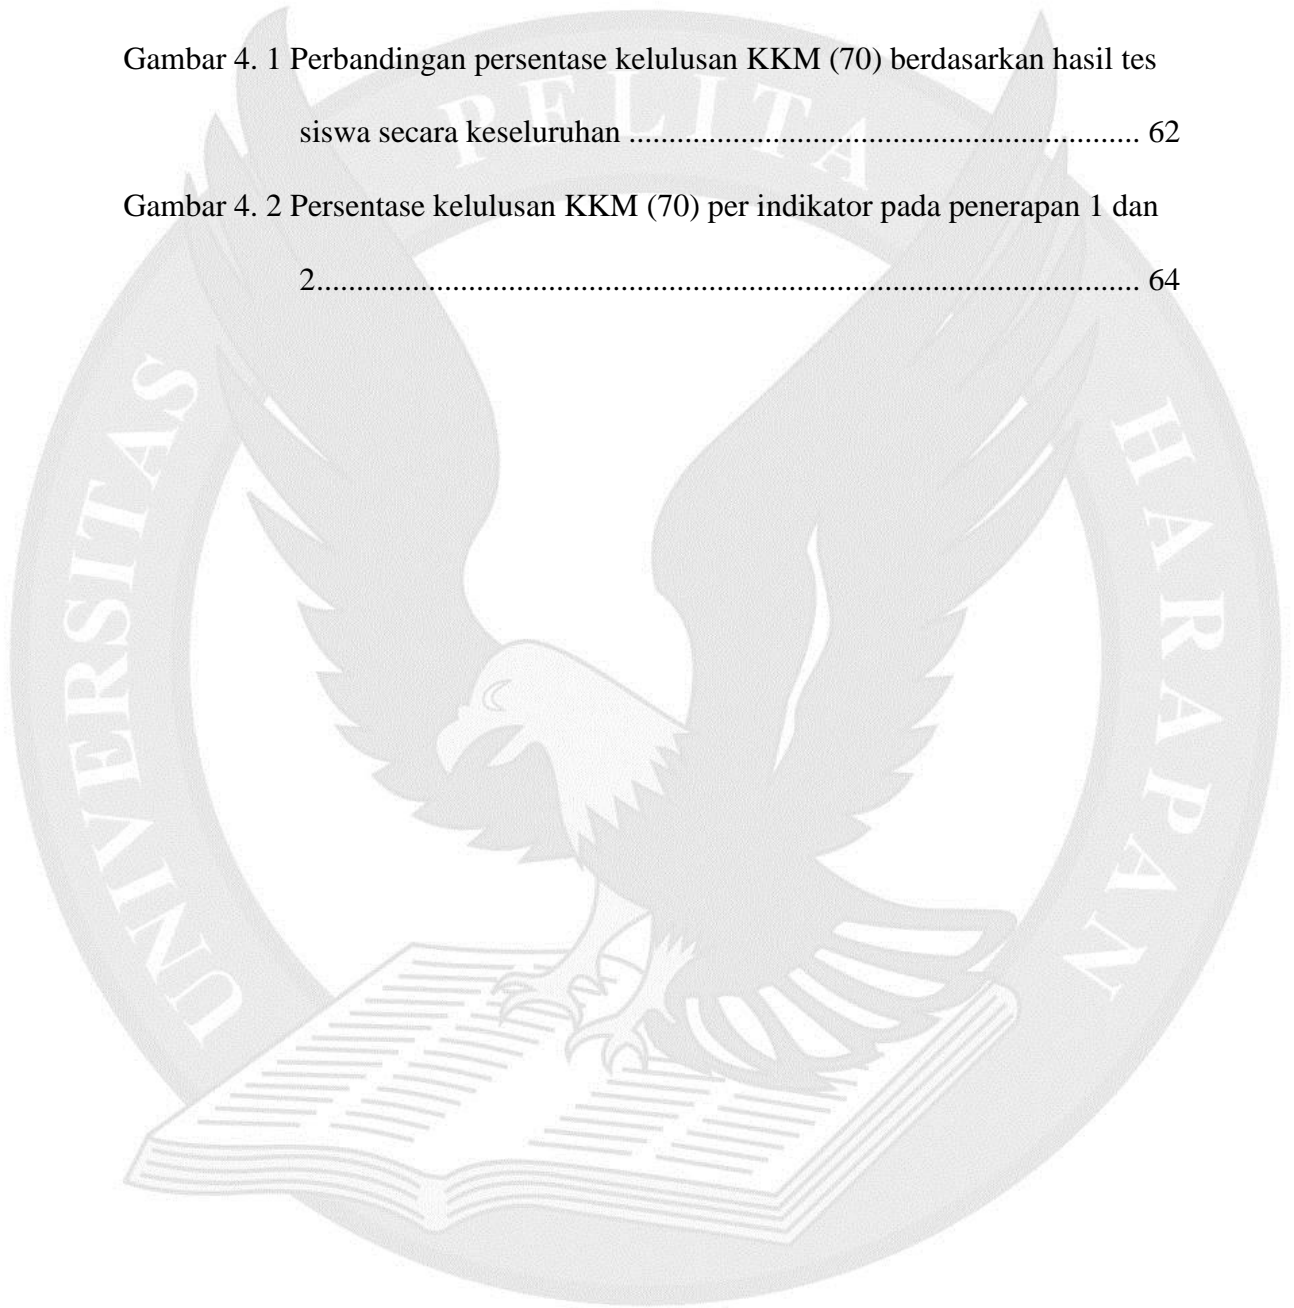 Gambar 4. 1 Perbandingan persentase kelulusan KKM (70) berdasarkan hasil tes
siswa secara keseluruhan ................................................................ 62
Gambar 4. 2 Persentase kelulusan KKM (70) per indikator pada penerapan 1 dan
2....................................................................................................... 64
UNIVERSITAS PELITA HARAPAN